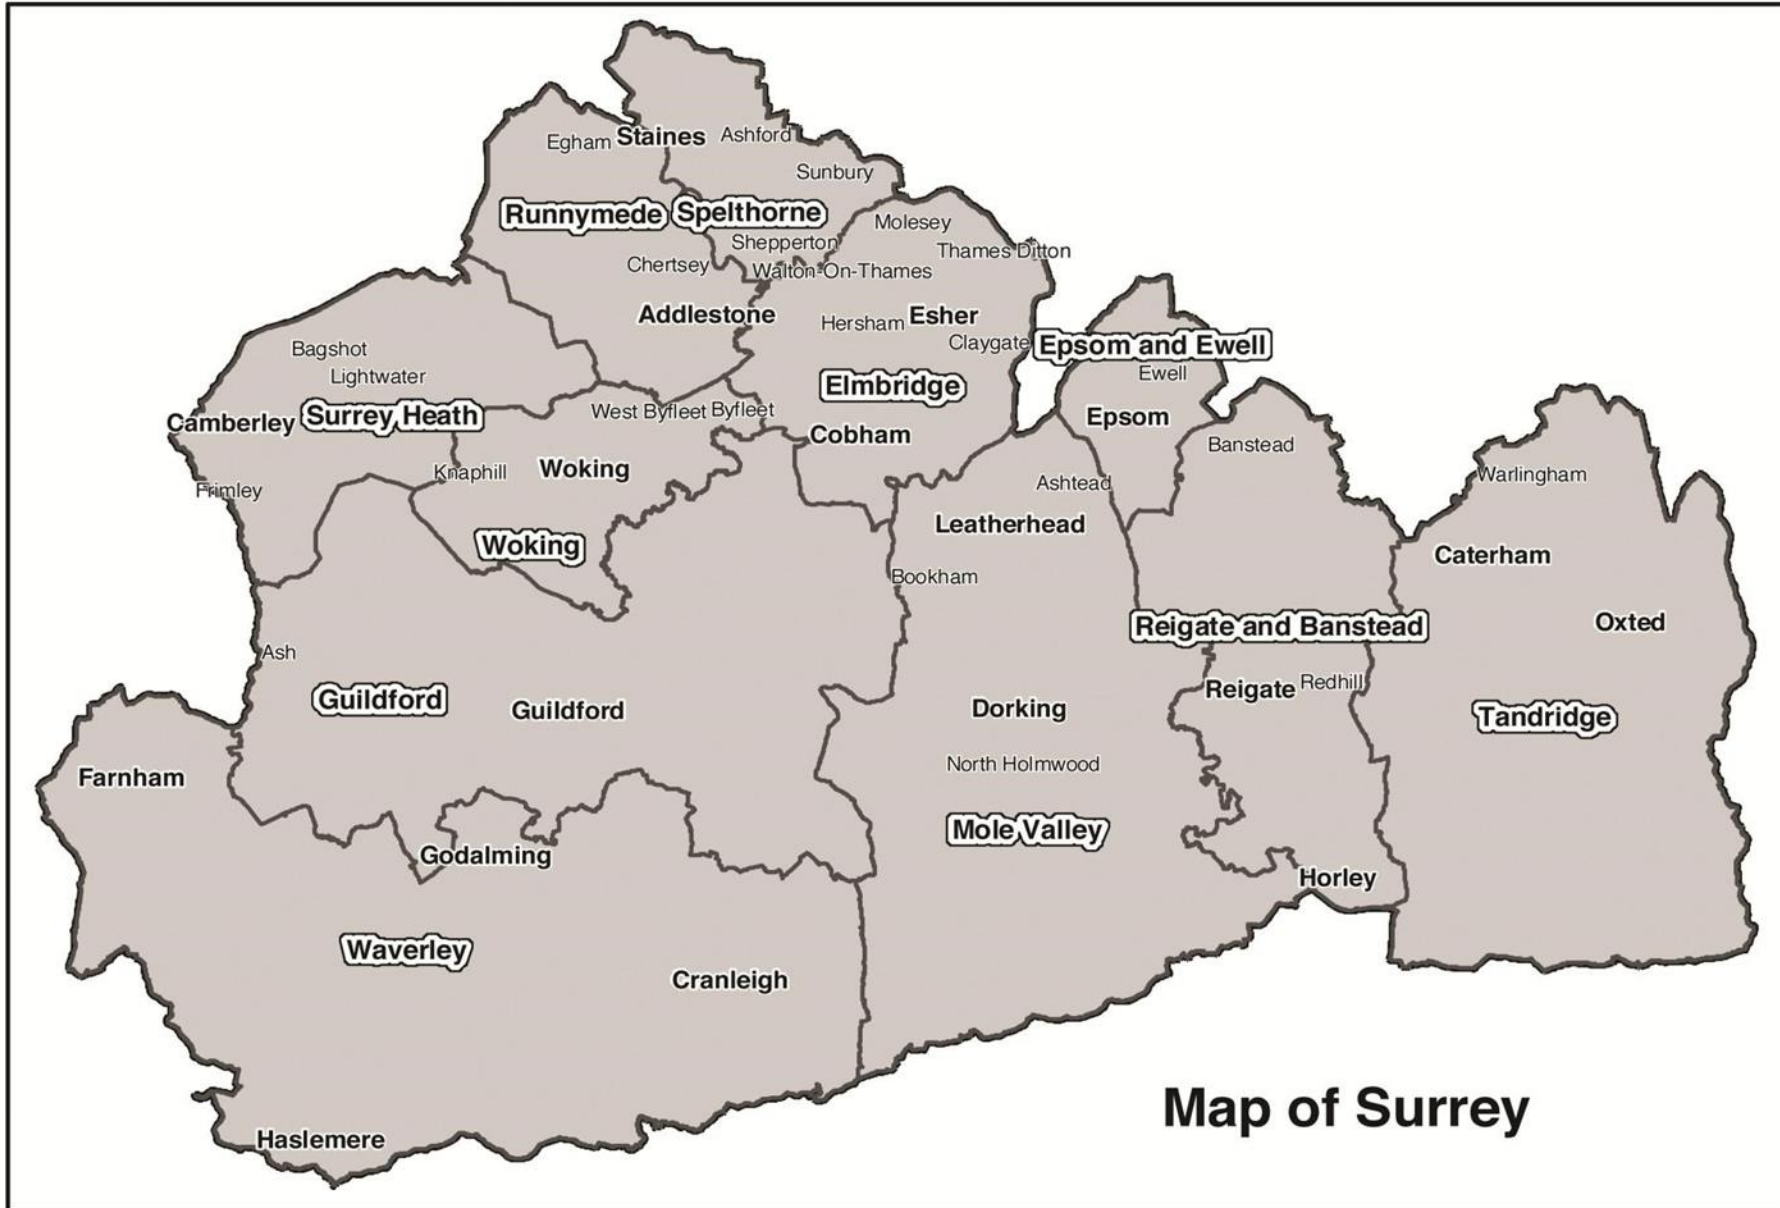 Egham
Staines
Ashford
Sunbury
Runnymede
Spelthorne
Molesey
Shepperton
Thames Ditton
Chertsey
Walton-On-Thames
Addlestone
Hersham
Esher
Claygate
Epsom and Ewell
Bagshot
Lightwater
Ewell
Elmbridge
Camberley
Surrey Heath
West Byfleet
Byfleet
Epsom
Cobham
Banstead
Knaphill
Woking
Frimley
Ashtead
Warlingham
Leatherhead
Woking
Caterham
Bookham
Oxted
Reigate and Banstead
Ash
Guildford
Guildford
Dorking
Reigate
Redhill
Tandridge
Farnham
North Holmwood
Mole Valley
Godalming
Horley
Waverley
Cranleigh
Map of Surrey
Haslemere